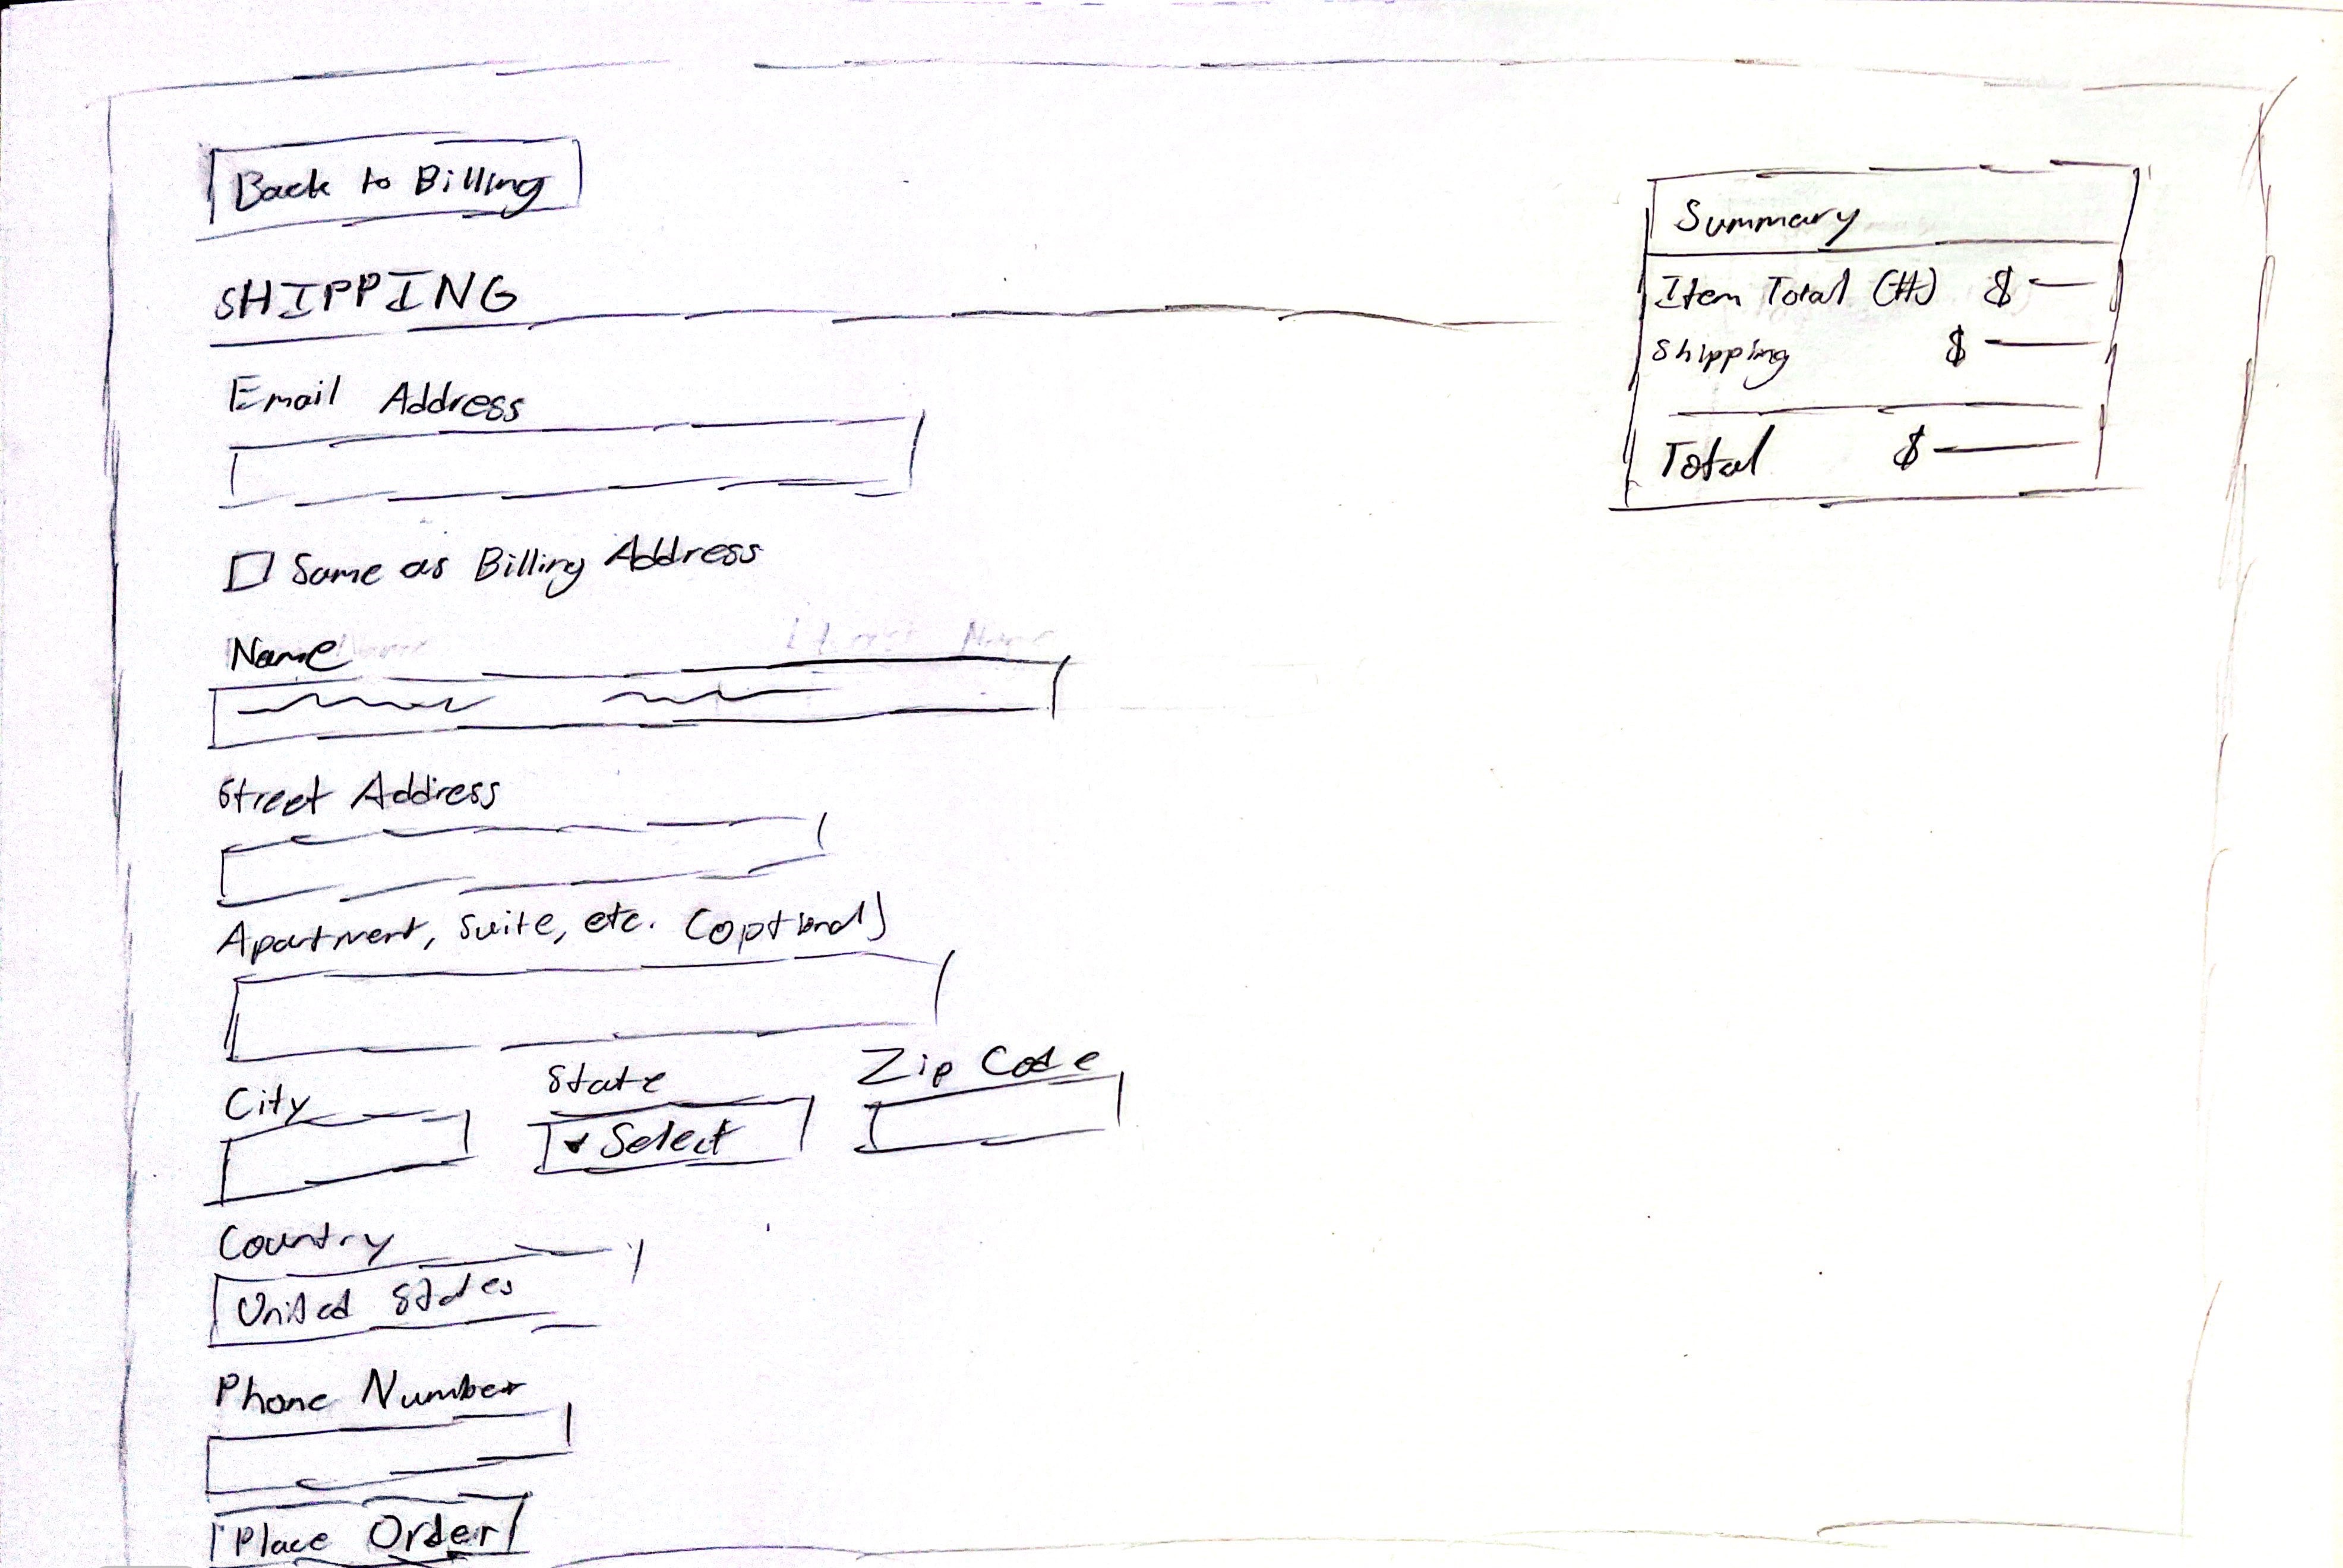 Back to Billing
SHIPPING
Email Address
Same as Billing Address
Name
Street Address
Apartment, Suite, etc. (optional)
City State Zip Code
Select
Country
United States
Phone Number
Place Order
Summary
Item Total (#) $
Shipping $
Total $